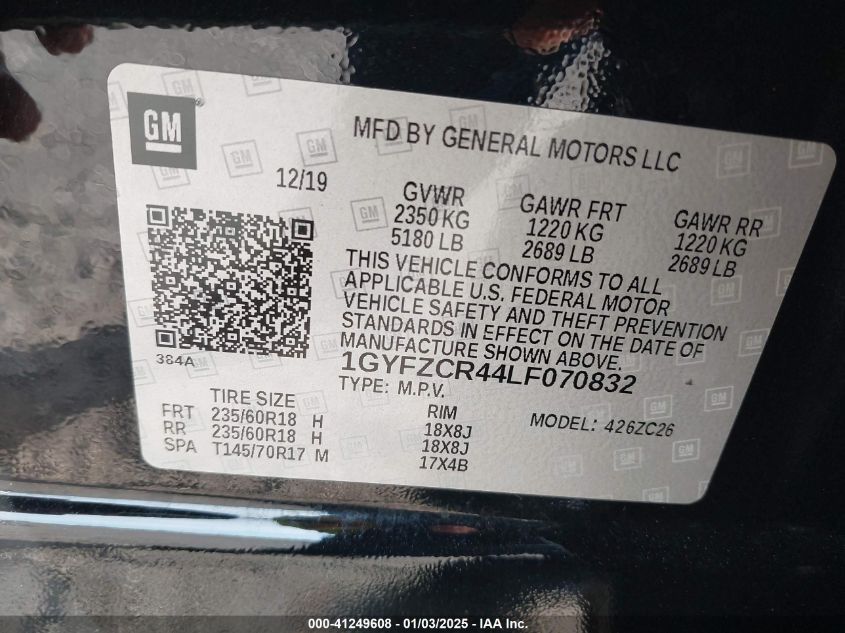 GM
MFD BY GENERAL MOTORS LLC
12/19
GVWR
2350 KG
5180 LB
GAWR FRT
1220 KG
2689 LB
GAWR RR
1220 KG
2689 LB
THIS VEHICLE CONFORMS TO ALL
APPLICABLE U.S. FEDERAL MOTOR
VEHICLE SAFETY AND THEFT PREVENTION
STANDARDS IN EFFECT ON THE DATE OF
MANUFACTURE SHOWN ABOVE.
1GYFZCR44LF070832
TYPE: M.P.V.
384A
TIRE SIZE
RIM
MODEL: 426ZC26
FRT 235/60R18 H 18X8J
RR 235/60R18 H 18X8J
SPA T145/70R17 M 17X4B
000-41249608 - 01/03/2025 - IAA Inc.